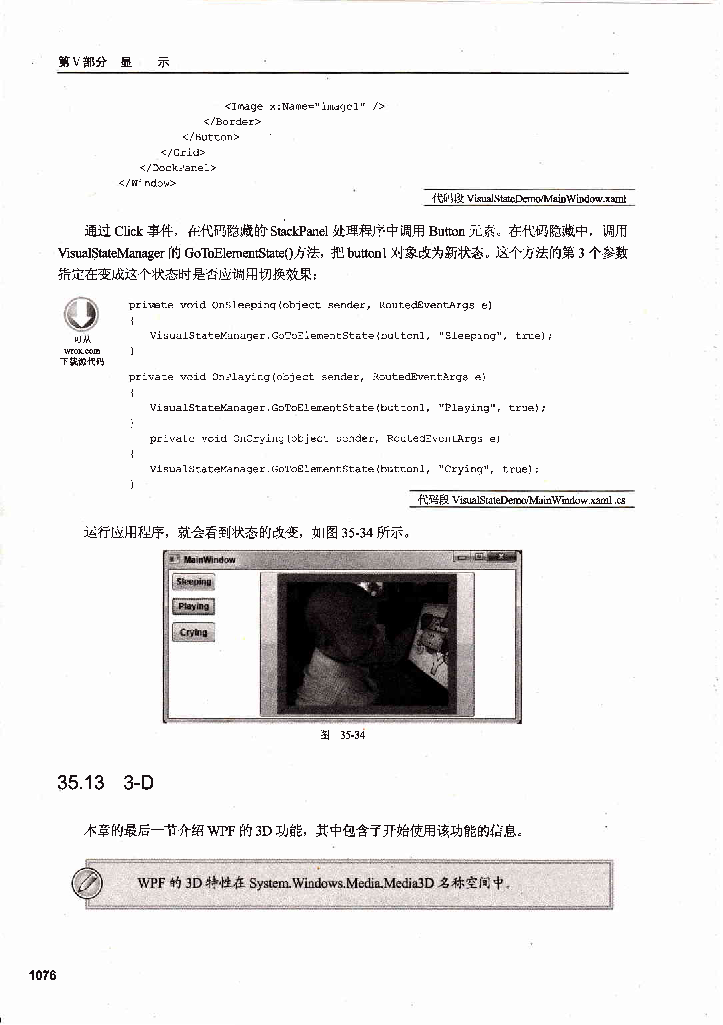 第 V 部分 显 示
<Image x:Name="image1" />
</Border>
</Button>
</Grid>
</DockPanel>
</Window>
代码段 VisualStateDemo/MainWindow.xaml
通过 Click 事件，在代码隐藏的 StackPanel 处理程序中调用 Button 元素。在代码隐藏中，调用
VisualStateManager 的 GoToElementState()方法，把 button1 对象改为新状态。这个方法的第 3 个参数
指定在变成这个状态时是否应调用切换效果：
private void OnSleeping(object sender, RoutedEventArgs e)
{
VisualStateManager.GoToElementState(button1, "Sleeping", true);
}
可从
wrox.com
下载源代码
private void OnPlaying(object sender, RoutedEventArgs e)
{
VisualStateManager.GoToElementState(button1, "Playing", true);
}
private void OnCrying(object sender, RoutedEventArgs e)
{
VisualStateManager.GoToElementState(button1, "Crying", true);
}
代码段 VisualStateDemo/MainWindow.xaml.cs
运行应用程序，就会看到状态的改变，如图 35-34 所示。
MainWindow
Sleeping
Playing
Crying
图 35-34
35.13 3-D
本章的最后一节介绍 WPF 的 3D 功能，其中包含了开始使用该功能的信息。
WPF 的 3D 特性在 System.Windows.Media.Media3D 名称空间中。
1076